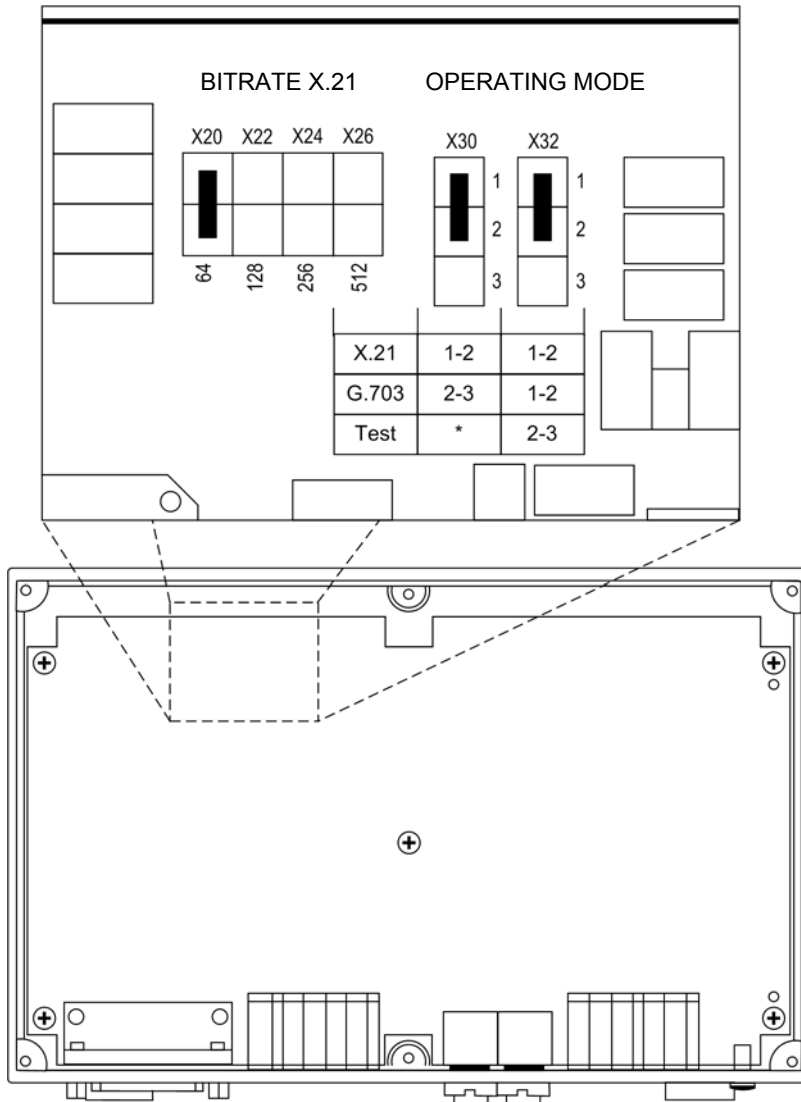 BITRATE X.21 OPERATING MODE
X20 X22 X24 X26 X30 X32
1 1
2 2
64 128 256 512 3 3
X.21 1-2 1-2
G.703 2-3 1-2
Test * 2-3